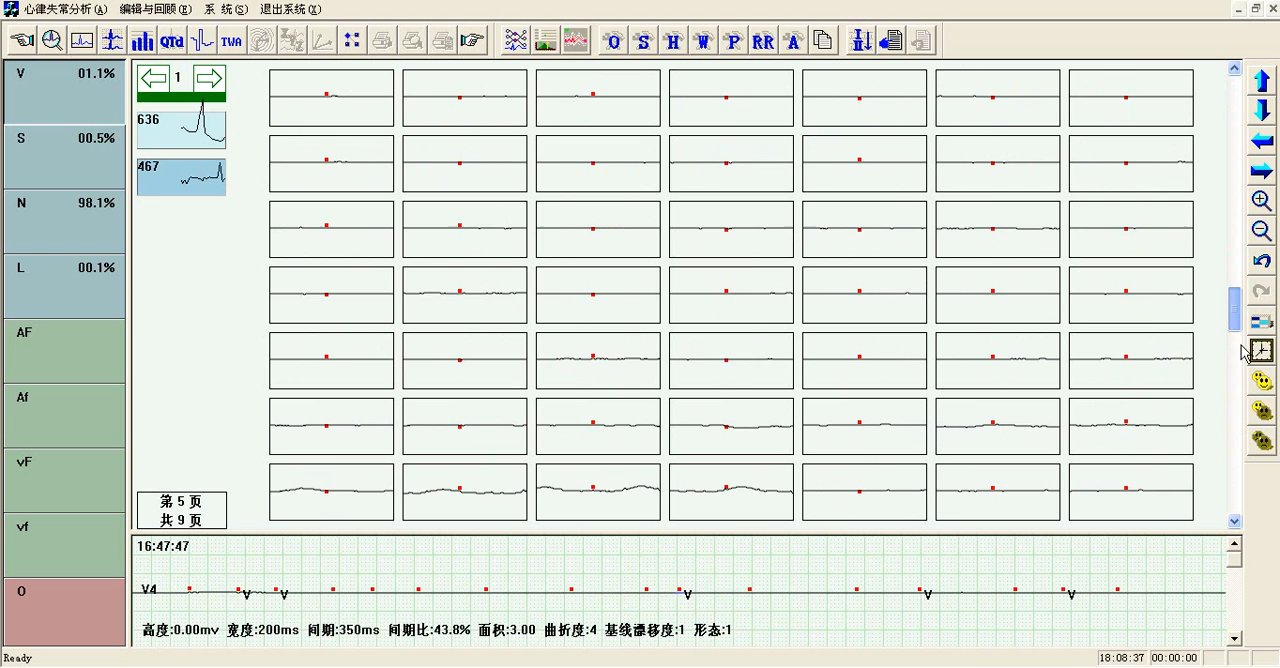 心律失常分析(A) 编辑与回顾(E) 系 统(S) 退出系统(X)
QTd TWA O S H W P RR A
V 01.1%
S 00.5%
N 98.1%
L 00.1%
AF
Af
vF
vf
O
1
636
467
第 5 页
共 9 页
16:47:47
V4
V V V V V
高度:0.00mv 宽度:200ms 间期:350ms 间期比:43.8% 面积:3.00 曲折度:4 基线漂移度:1 形态:1
Ready
18:08:37 00:00:00